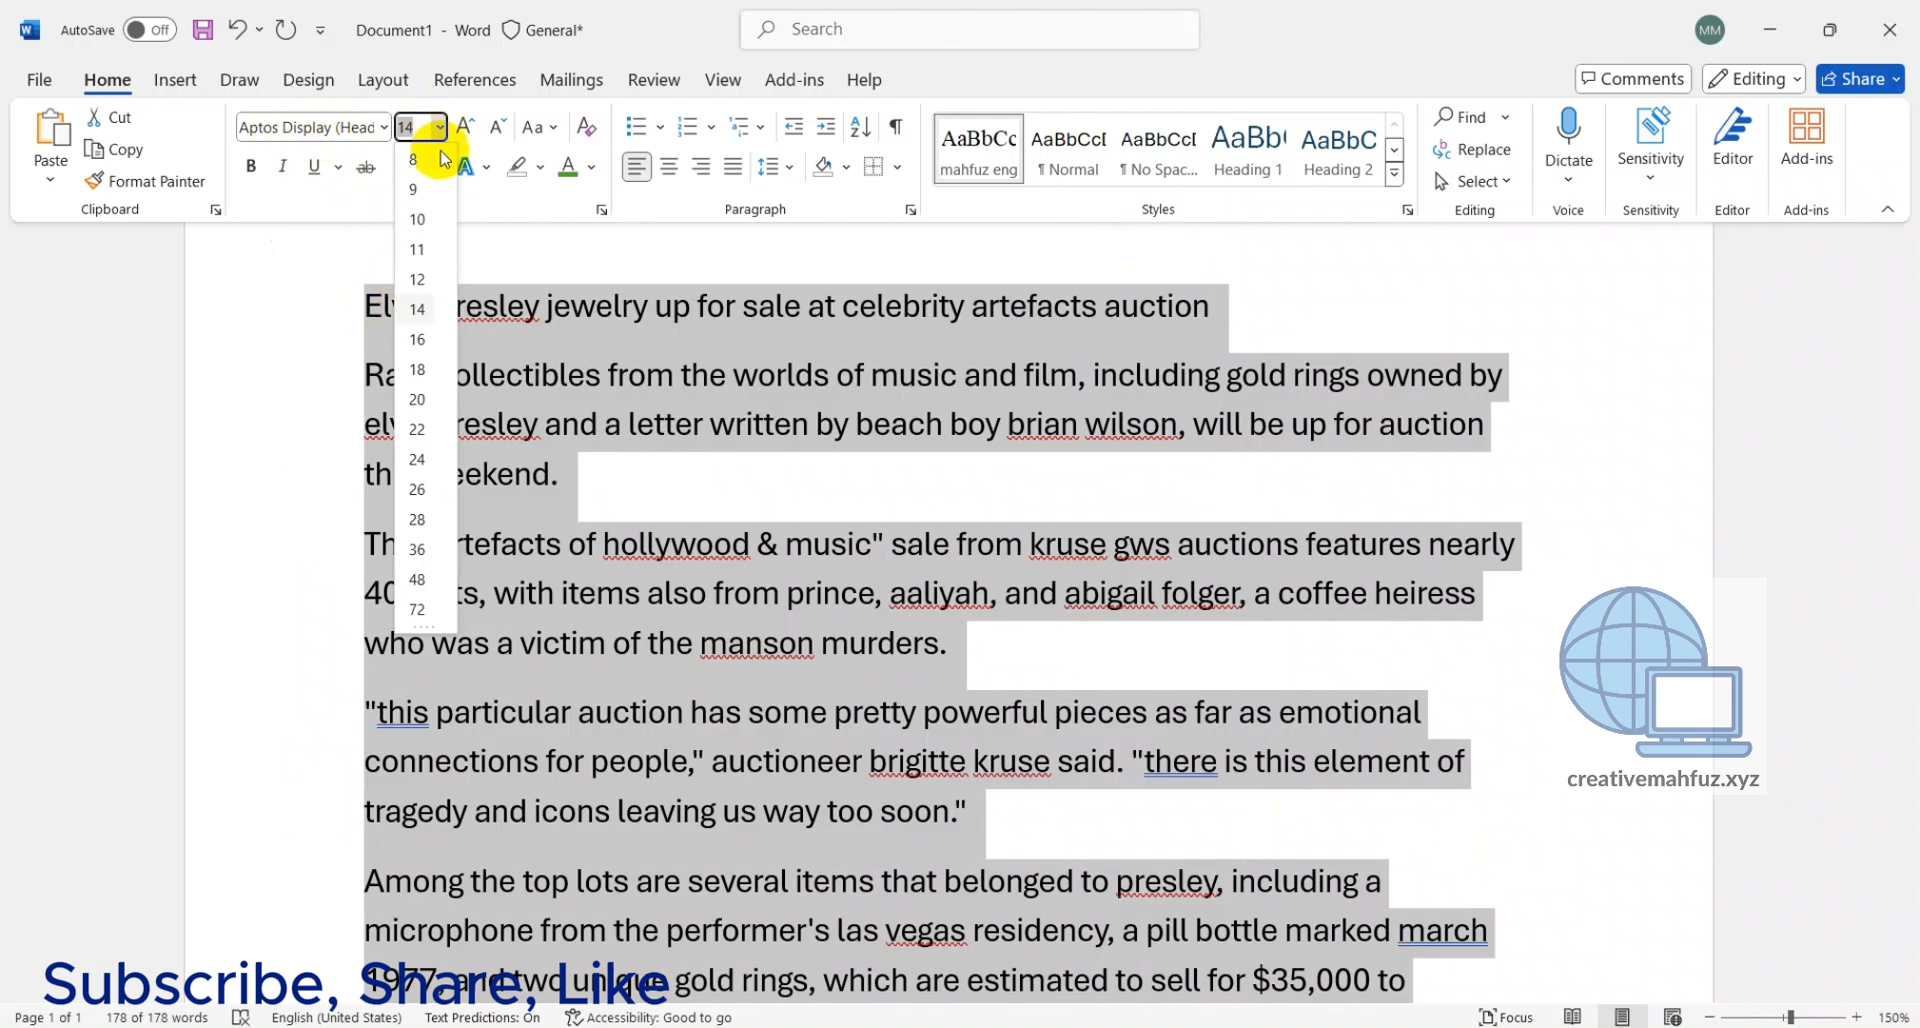 AutoSave Off Document1 - Word General* Search MM
File Home Insert Draw Design Layout References Mailings Review View Add-ins Help Comments Editing Share
Paste Cut Copy Format Painter Clipboard
Aptos Display (Head 14
Paragraph
AaBbCc mahfuz eng
AaBbCcI ¶ Normal
AaBbCcI ¶ No Spac...
AaBb( Heading 1
AaBbC Heading 2
Styles
Find Replace Select Editing
Dictate Voice
Sensitivity Sensitivity
Editor Editor
Add-ins Add-ins
8
9
10
11
12
14
16
18
20
22
24
26
28
36
48
72
jewelry up for sale at celebrity artefacts auction
from the worlds of music and film, including gold rings owned by
and a letter written by beach boy brian wilson, will be up for auction
of hollywood & music" sale from kruse gws auctions features nearly
with items also from prince, aaliyah, and abigail folger, a coffee heiress
who was a victim of the manson murders.
"this particular auction has some pretty powerful pieces as far as emotional
connections for people," auctioneer brigitte kruse said. "there is this element of
tragedy and icons leaving us way too soon."
Among the top lots are several items that belonged to presley, including a
microphone from the performer's las vegas residency, a pill bottle marked march
1977, and two unique gold rings, which are estimated to sell for $35,000 to
creativemahfuz.xyz
Subscribe, Share, Like
Page 1 of 1 178 of 178 words English (United States) Text Predictions: On Accessibility: Good to go Focus 150%